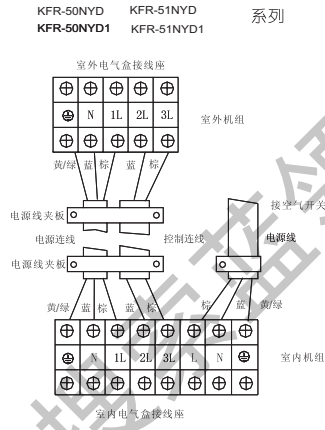 KFR-50NYD KFR-51NYD 系列
KFR-50NYD1 KFR-51NYD1
室外电气盒接线座
N 1L 2L 3L
室外机组
黄/绿 蓝 棕 蓝 棕
电源线夹板
接空气开关
电源连线 控制连线 电源线
电源线夹板
黄/绿 蓝 棕 蓝 棕 棕 蓝 黄/绿
N 1L 2L 3L L N
室内机组
室内电气盒接线座
搜索蓝领